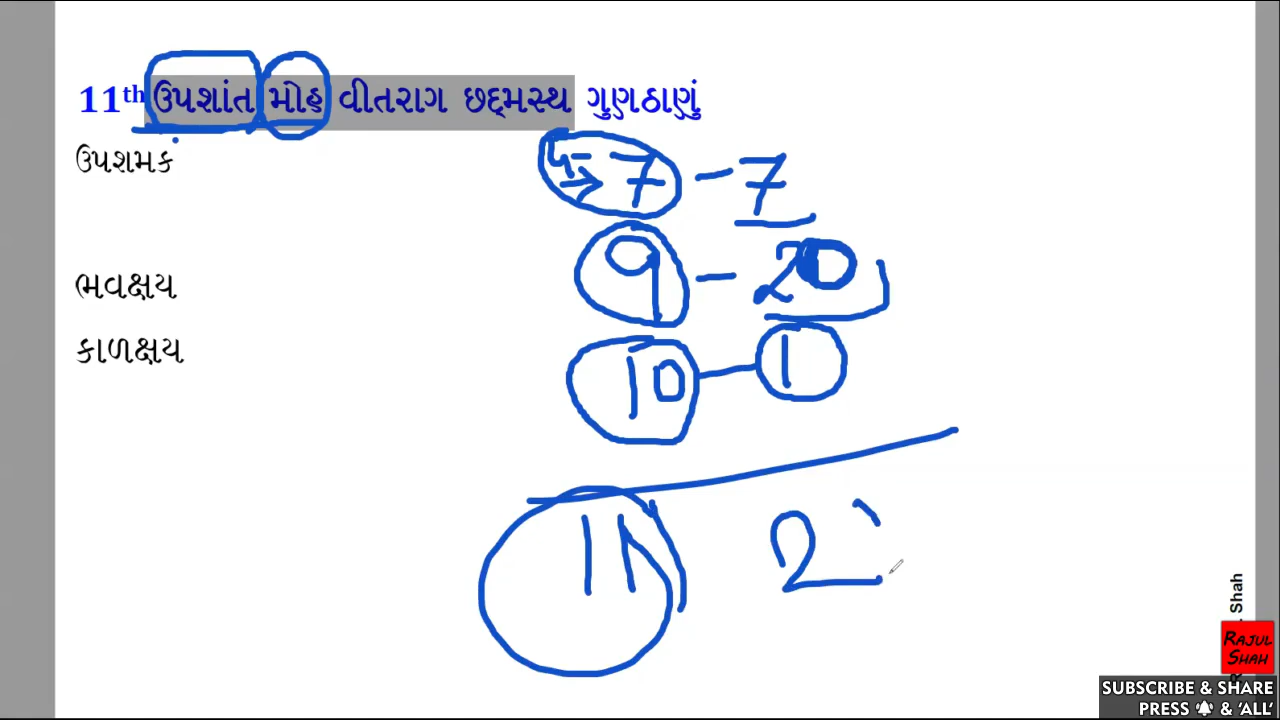 11th ઉપશાંત મોહ વીતરાગ છદ્મસ્થ ગુણઠાણું
ઉપશમક
4 → 7 - 7
ભવક્ષય
9 - 20
કાળક્ષય
10 - 1
11 2
Shah
RAJUL
SHAH
SUBSCRIBE & SHARE
PRESS & 'ALL'